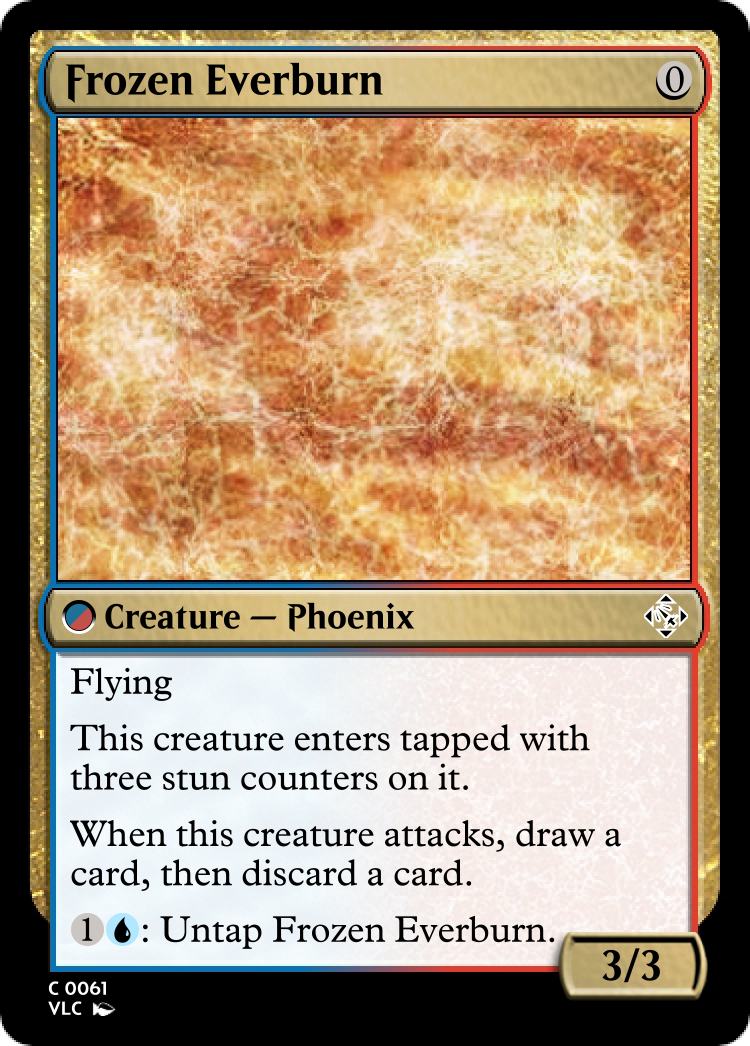 Frozen Everburn 0
Creature — Phoenix
Flying
This creature enters tapped with
three stun counters on it.
When this creature attacks, draw a
card, then discard a card.
1: Untap Frozen Everburn.
3/3
C 0061
VLC